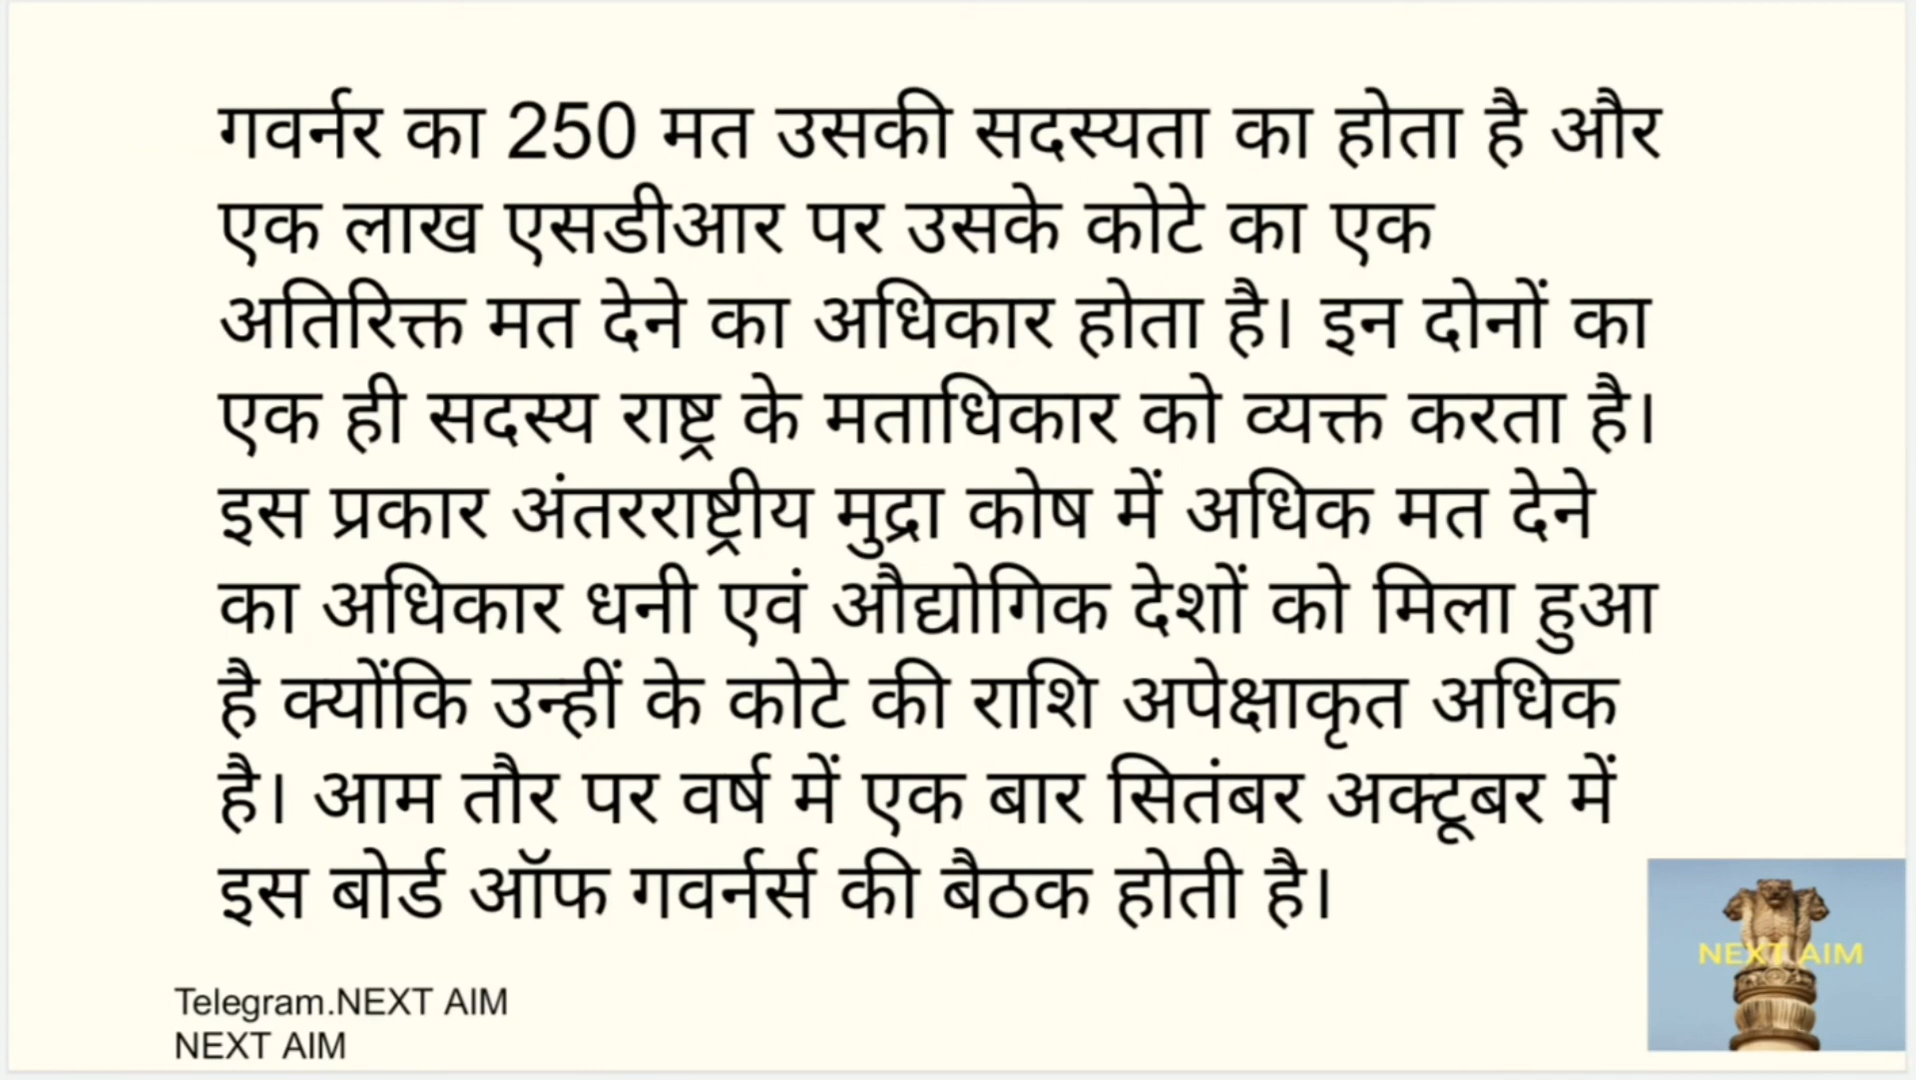 गवर्नर का 250 मत उसकी सदस्यता का होता है और
एक लाख एसडीआर पर उसके कोटे का एक
अतिरिक्त मत देने का अधिकार होता है। इन दोनों का
एक ही सदस्य राष्ट्र के मताधिकार को व्यक्त करता है।
इस प्रकार अंतरराष्ट्रीय मुद्रा कोष में अधिक मत देने
का अधिकार धनी एवं औद्योगिक देशों को मिला हुआ
है क्योंकि उन्हीं के कोटे की राशि अपेक्षाकृत अधिक
है। आम तौर पर वर्ष में एक बार सितंबर अक्टूबर में
इस बोर्ड ऑफ गवर्नर्स की बैठक होती है।
NEXT AIM
Telegram.NEXT AIM
NEXT AIM